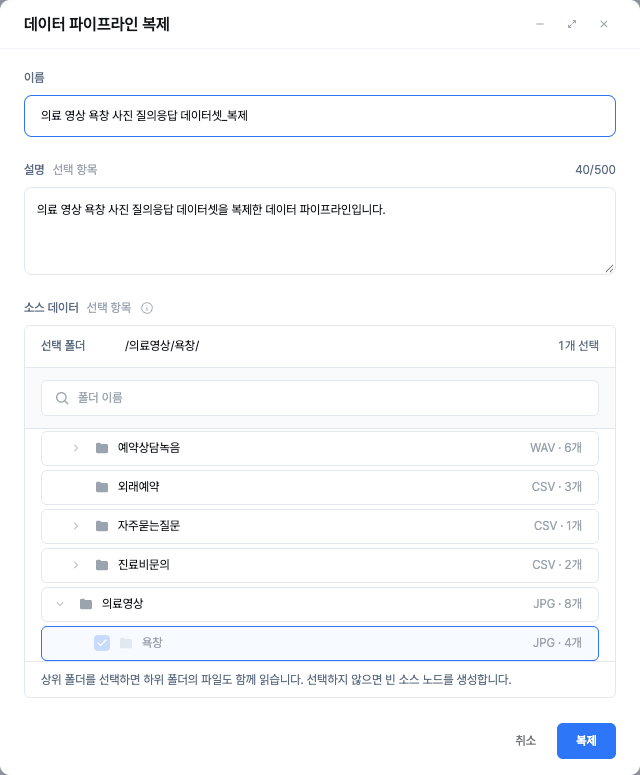 데이터 파이프라인 복제
이름
의료 영상 욕창 사진 질의응답 데이터셋_복제
설명 선택 항목 40/500
의료 영상 욕창 사진 질의응답 데이터셋을 복제한 데이터 파이프라인입니다.
소스 데이터 선택 항목
선택 폴더 /의료영상/욕창/ 1개 선택
폴더 이름
예약상담녹음 WAV · 6개
외래예약 CSV · 3개
자주묻는질문 CSV · 1개
진료비문의 CSV · 2개
의료영상 JPG · 8개
욕창 JPG · 4개
상위 폴더를 선택하면 하위 폴더의 파일도 함께 읽습니다. 선택하지 않으면 빈 소스 노드를 생성합니다.
취소 복제